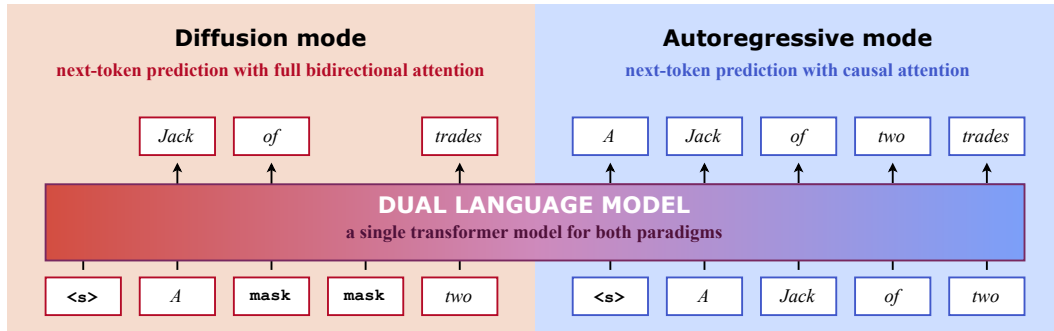 Diffusion mode
next-token prediction with full bidirectional attention
Autoregressive mode
next-token prediction with causal attention
Jack of trades
A Jack of two trades
DUAL LANGUAGE MODEL
a single transformer model for both paradigms
<s> A mask mask two
<s> A Jack of two